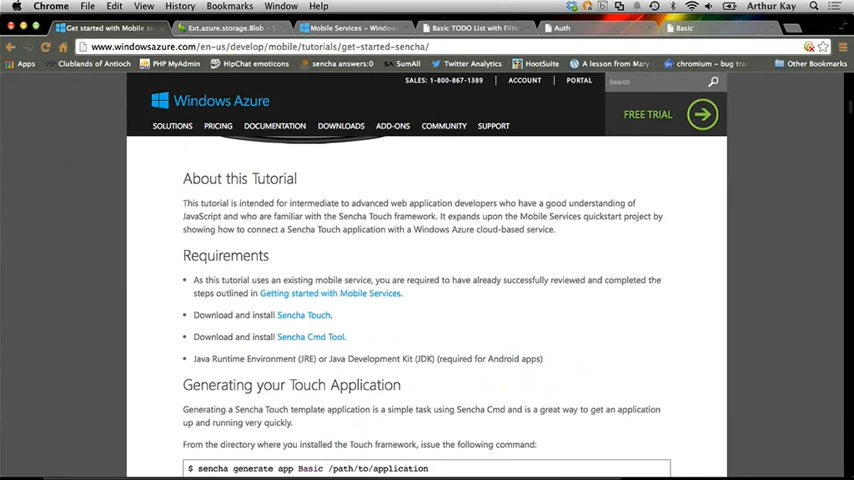 Chrome File Edit View History Bookmarks Window Help Arthur Kay
Get started with Mobile se Ext.azure.storage.Blob - S Mobile Services - Window Basic TODO List with Filter Auth Basic
www.windowsazure.com/en-us/develop/mobile/tutorials/get-started-sencha/
Apps Clublands of Antioch PHP MyAdmin HipChat emoticons sencha answers:0 SumAll Twitter Analytics HootSuite A lesson from Mary chromium - bug tra Other Bookmarks
SALES: 1-800-867-1389 ACCOUNT PORTAL Search
Windows Azure
FREE TRIAL
SOLUTIONS PRICING DOCUMENTATION DOWNLOADS ADD-ONS COMMUNITY SUPPORT
About this Tutorial
This tutorial is intended for intermediate to advanced web application developers who have a good understanding of
JavaScript and who are familiar with the Sencha Touch framework. It expands upon the Mobile Services quickstart project by
showing how to connect a Sencha Touch application with a Windows Azure cloud-based service.
Requirements
• As this tutorial uses an existing mobile service, you are required to have already successfully reviewed and completed the
steps outlined in Getting started with Mobile Services.
• Download and install Sencha Touch.
• Download and install Sencha Cmd Tool.
• Java Runtime Environment (JRE) or Java Development Kit (JDK) (required for Android apps)
Generating your Touch Application
Generating a Sencha Touch template application is a simple task using Sencha Cmd and is a great way to get an application
up and running very quickly.
From the directory where you installed the Touch framework, issue the following command:
$ sencha generate app Basic /path/to/application